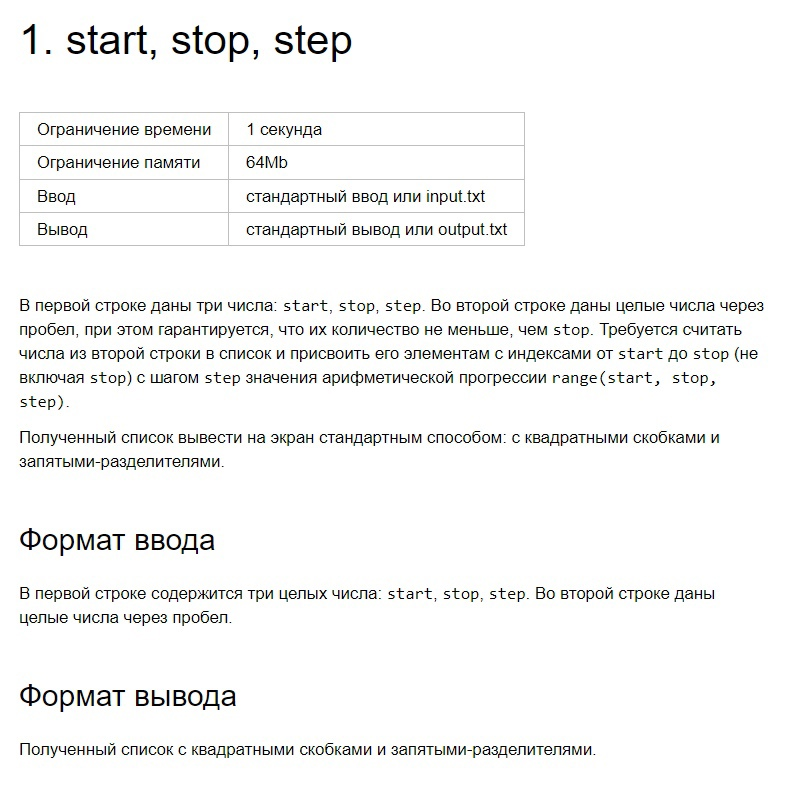 1. start, stop, step
Ограничение времени 1 секунда
Ограничение памяти 64Mb
Ввод стандартный ввод или input.txt
Вывод стандартный вывод или output.txt
В первой строке даны три числа: start, stop, step. Во второй строке даны целые числа через
пробел, при этом гарантируется, что их количество не меньше, чем stop. Требуется считать
числа из второй строки в список и присвоить его элементам с индексами от start до stop (не
включая stop) с шагом step значения арифметической прогрессии range(start, stop,
step).
Полученный список вывести на экран стандартным способом: с квадратными скобками и
запятыми-разделителями.
Формат ввода
В первой строке содержится три целых числа: start, stop, step. Во второй строке даны
целые числа через пробел.
Формат вывода
Полученный список с квадратными скобками и запятыми-разделителями.